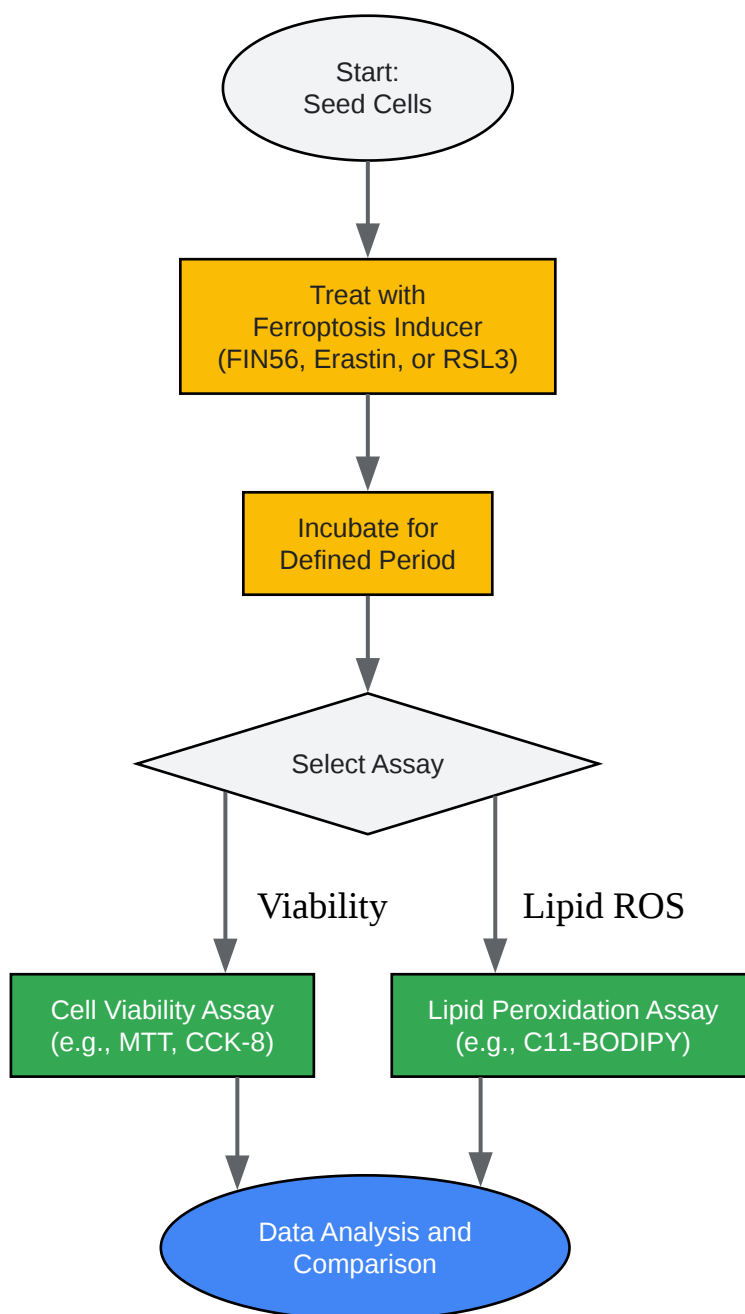 Start:
Seed Cells
Treat with
Ferroptosis Inducer
(FIN56, Erastin, or RSL3)
Incubate for
Defined Period
Select Assay
Viability
Lipid ROS
Cell Viability Assay
(e.g., MTT, CCK-8)
Lipid Peroxidation Assay
(e.g., C11-BODIPY)
Data Analysis and
Comparison